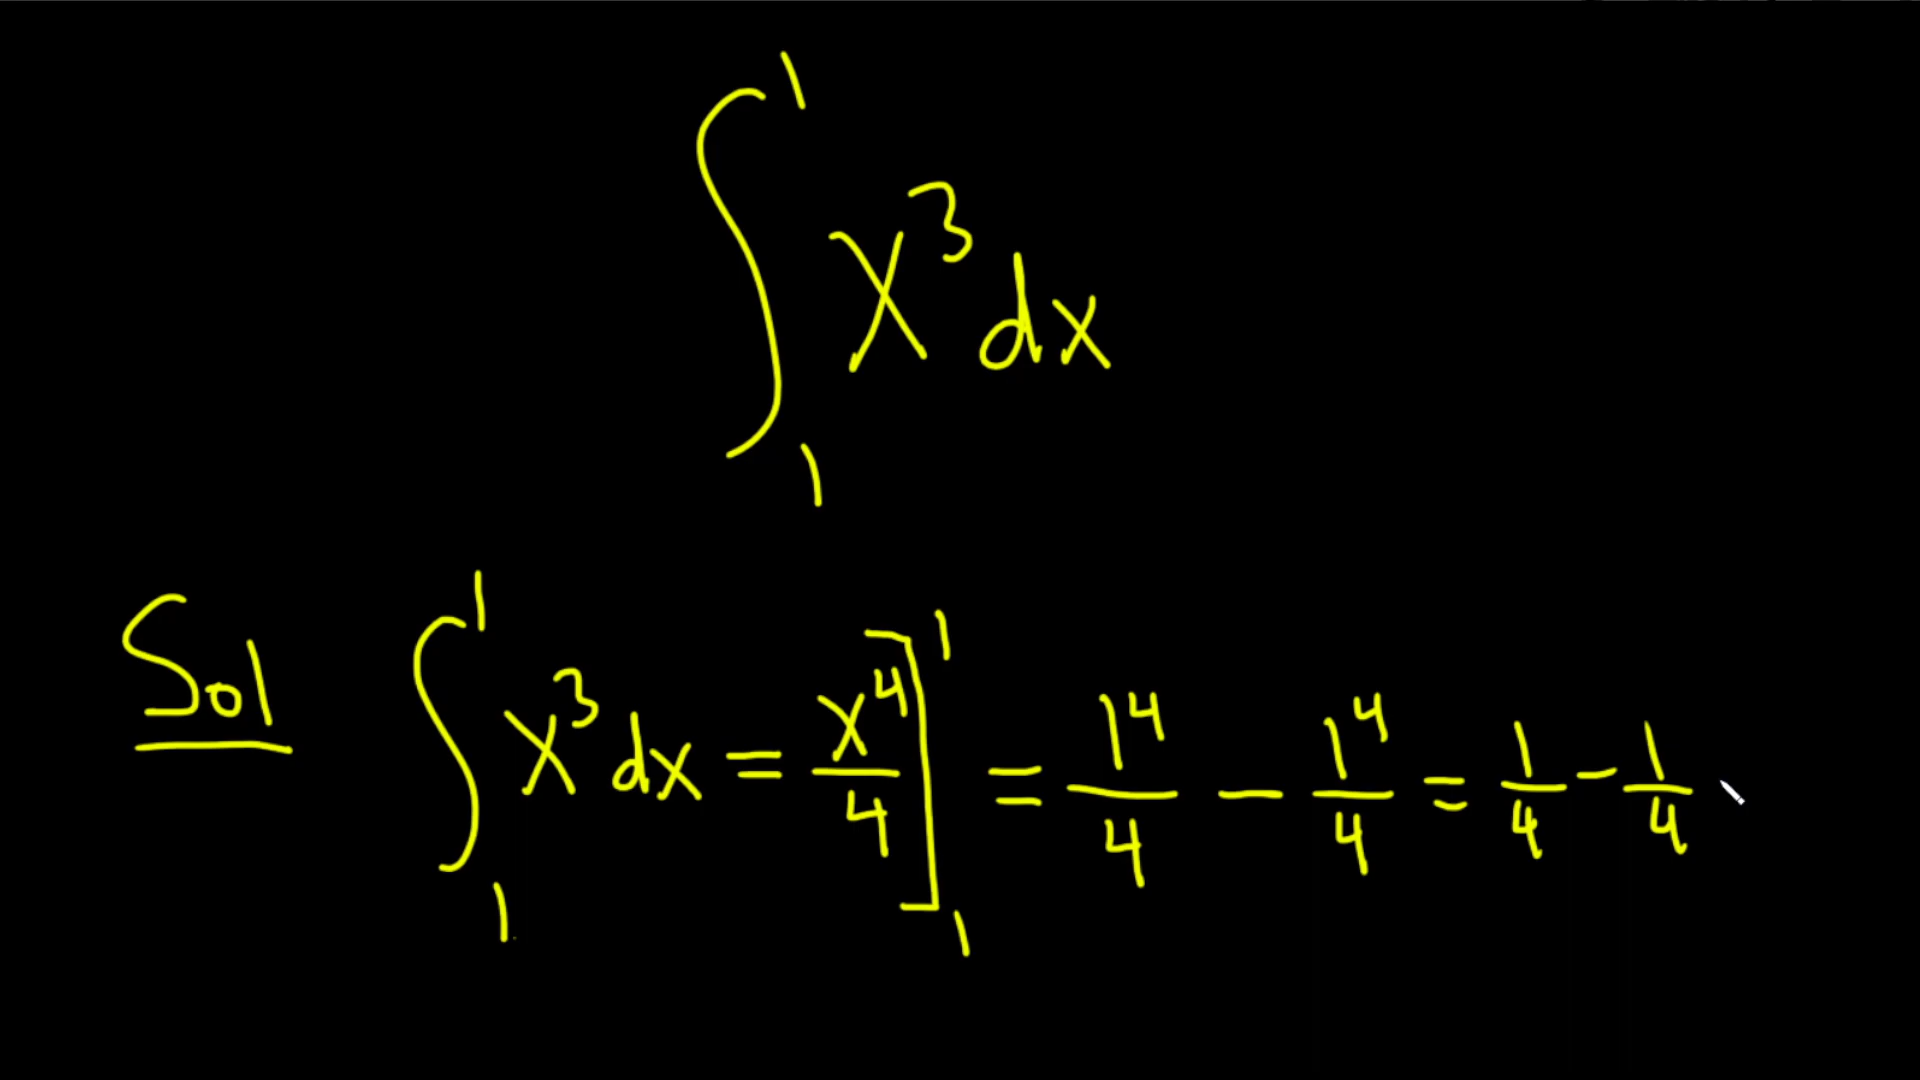 ∫₁¹ x³ dx
Sol ∫₁¹ x³ dx = x⁴/4 ]₁¹ = 1⁴/4 − 1⁴/4 = 1/4 − 1/4